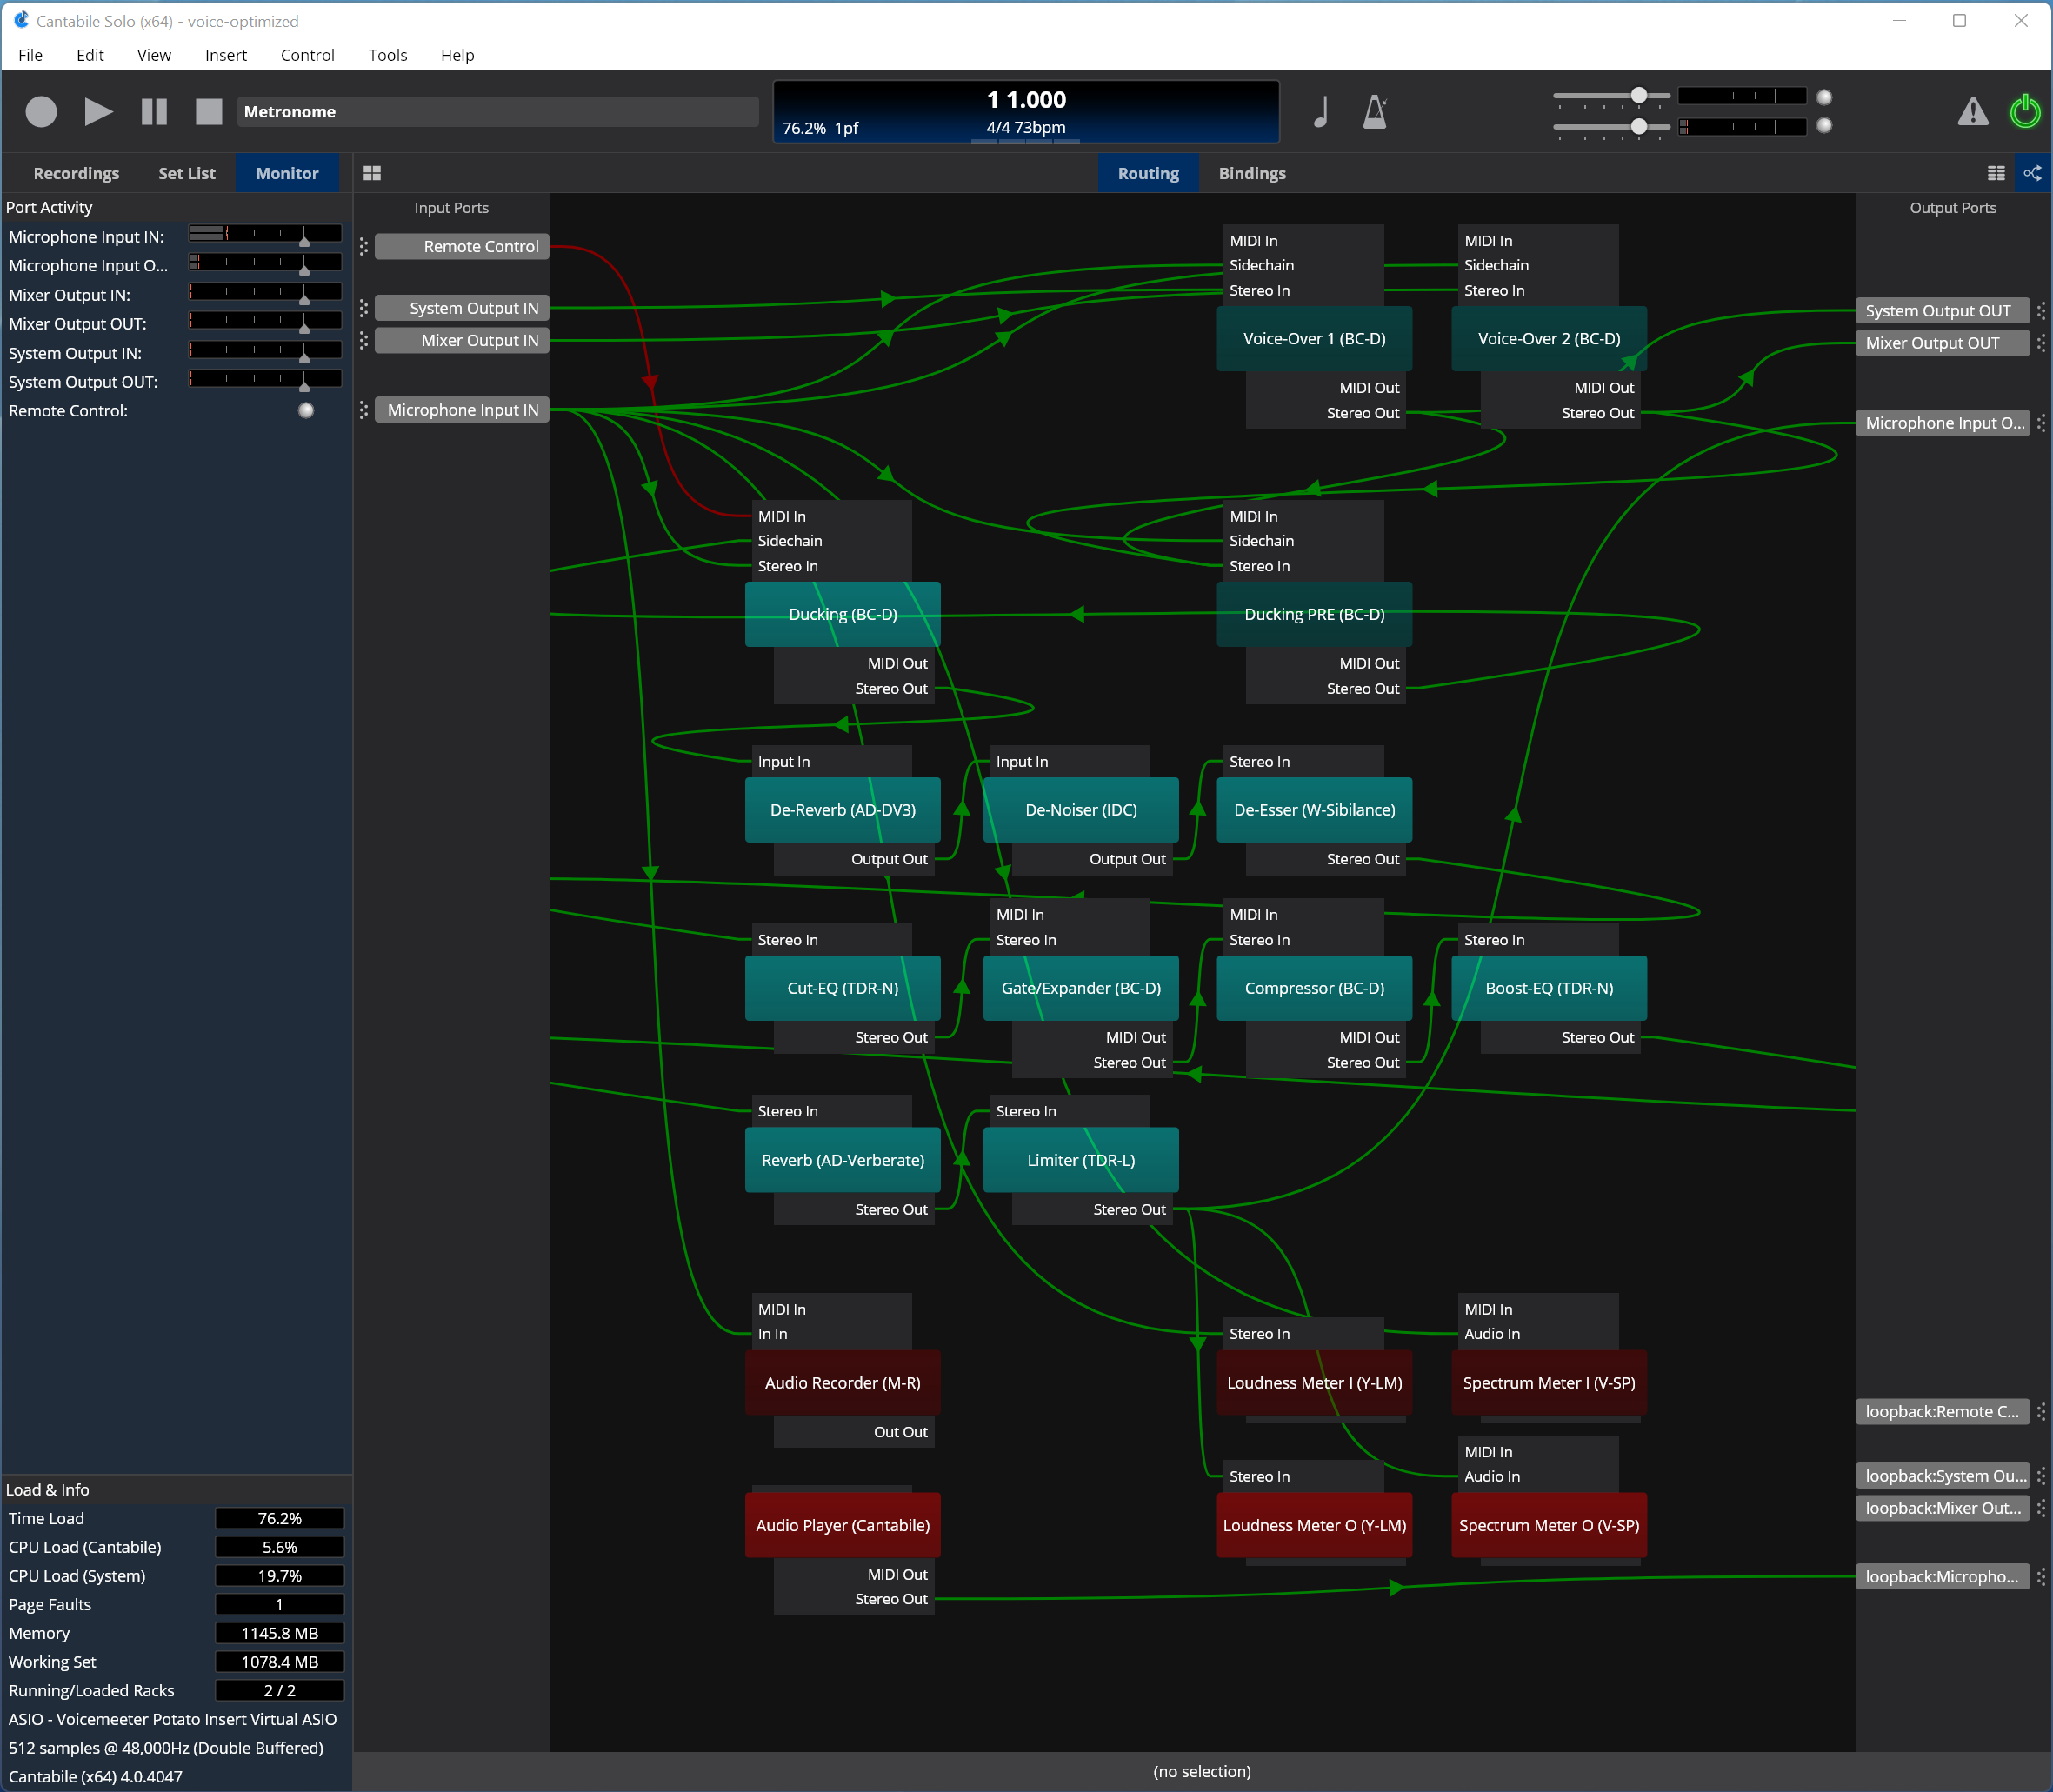 Cantabile Solo (x64) - voice-optimized
File Edit View Insert Control Tools Help
Metronome
1 1.000
76.2% 1pf
4/4 73bpm
Recordings Set List Monitor
Routing Bindings
Port Activity
Microphone Input IN:
Microphone Input O...
Mixer Output IN:
Mixer Output OUT:
System Output IN:
System Output OUT:
Remote Control:
Load & Info
Time Load 76.2%
CPU Load (Cantabile) 5.6%
CPU Load (System) 19.7%
Page Faults 1
Memory 1145.8 MB
Working Set 1078.4 MB
Running/Loaded Racks 2 / 2
ASIO - Voicemeeter Potato Insert Virtual ASIO
512 samples @ 48,000Hz (Double Buffered)
Cantabile (x64) 4.0.4047
Input Ports
Remote Control
System Output IN
Mixer Output IN
Microphone Input IN
MIDI In
Sidechain
Stereo In
Voice-Over 1 (BC-D)
MIDI Out
Stereo Out
MIDI In
Sidechain
Stereo In
Voice-Over 2 (BC-D)
MIDI Out
Stereo Out
MIDI In
Sidechain
Stereo In
Ducking (BC-D)
MIDI Out
Stereo Out
MIDI In
Sidechain
Stereo In
Ducking PRE (BC-D)
MIDI Out
Stereo Out
Input In
De-Reverb (AD-DV3)
Output Out
Input In
De-Noiser (IDC)
Output Out
Stereo In
De-Esser (W-Sibilance)
Stereo Out
Stereo In
Cut-EQ (TDR-N)
Stereo Out
MIDI In
Stereo In
Gate/Expander (BC-D)
MIDI Out
Stereo Out
MIDI In
Stereo In
Compressor (BC-D)
MIDI Out
Stereo Out
Stereo In
Boost-EQ (TDR-N)
Stereo Out
Stereo In
Reverb (AD-Verberate)
Stereo Out
Stereo In
Limiter (TDR-L)
Stereo Out
MIDI In
In In
Audio Recorder (M-R)
Out Out
Stereo In
Loudness Meter I (Y-LM)
MIDI In
Audio In
Spectrum Meter I (V-SP)
Audio Player (Cantabile)
MIDI Out
Stereo Out
Stereo In
Loudness Meter O (Y-LM)
MIDI In
Audio In
Spectrum Meter O (V-SP)
Output Ports
System Output OUT
Mixer Output OUT
Microphone Input O...
loopback:Remote C...
loopback:System Ou...
loopback:Mixer Out...
loopback:Micropho...
(no selection)